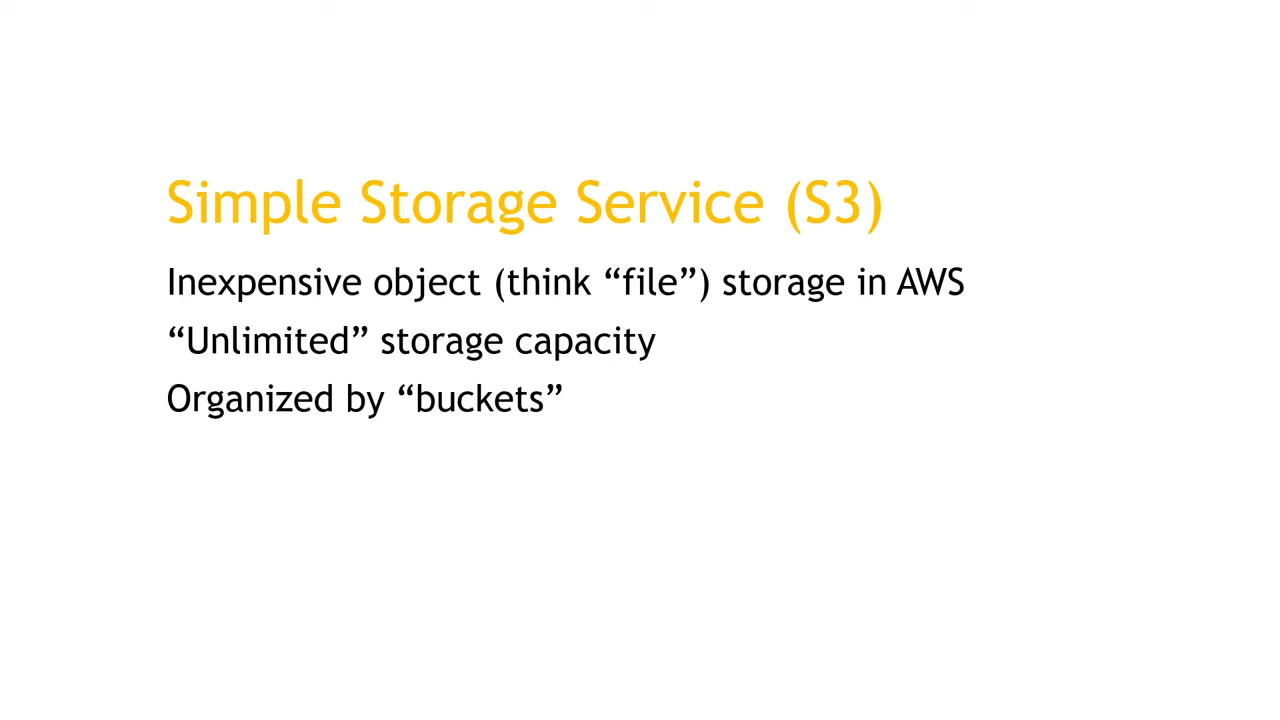 Simple Storage Service (S3)
Inexpensive object (think “file”) storage in AWS
“Unlimited” storage capacity
Organized by “buckets”